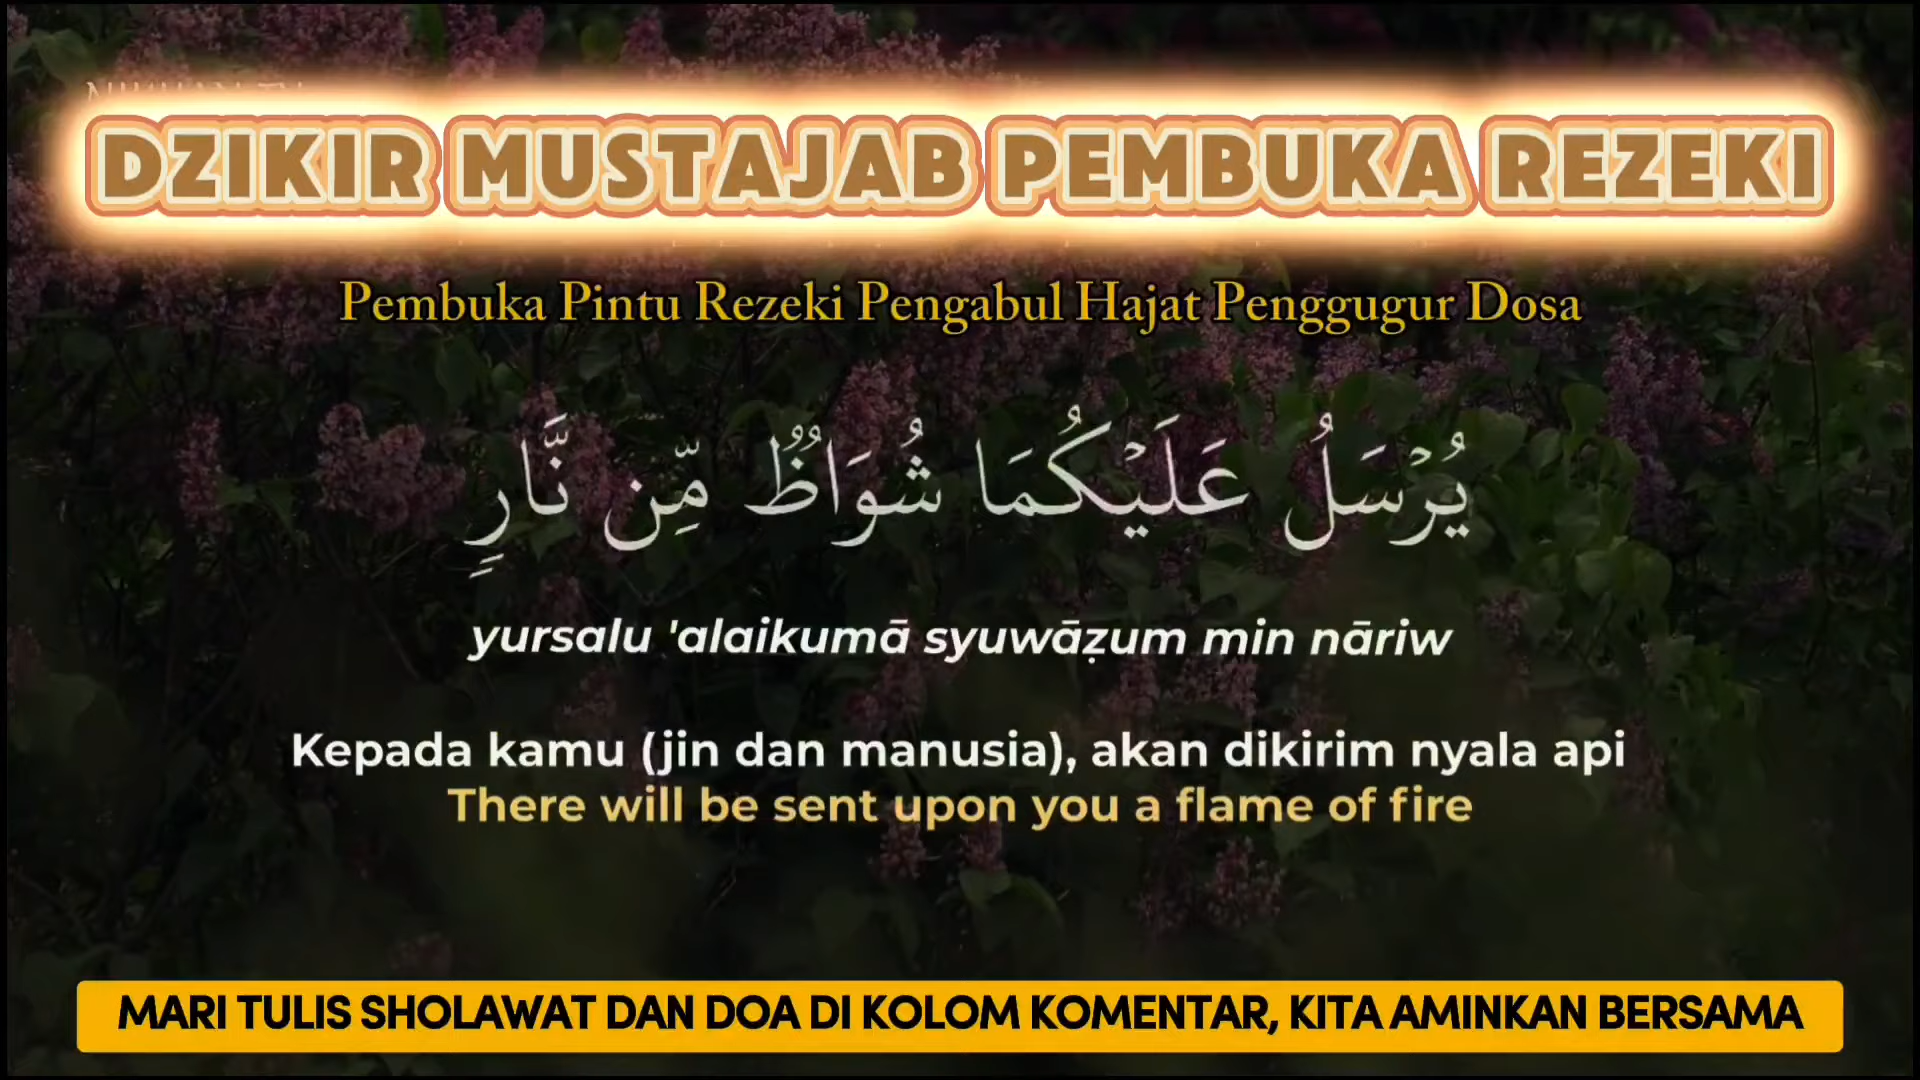 DZIKIR MUSTAJAB PEMBUKA REZEKI
Pembuka Pintu Rezeki Pengabul Hajat Penggugur Dosa
يُرْسَلُ عَلَيْكُمَا شُوَاظٌ مِّن نَّارٍ
yursalu 'alaikumā syuwāẓum min nāriw
Kepada kamu (jin dan manusia), akan dikirim nyala api
There will be sent upon you a flame of fire
MARI TULIS SHOLAWAT DAN DOA DI KOLOM KOMENTAR, KITA AMINKAN BERSAMA